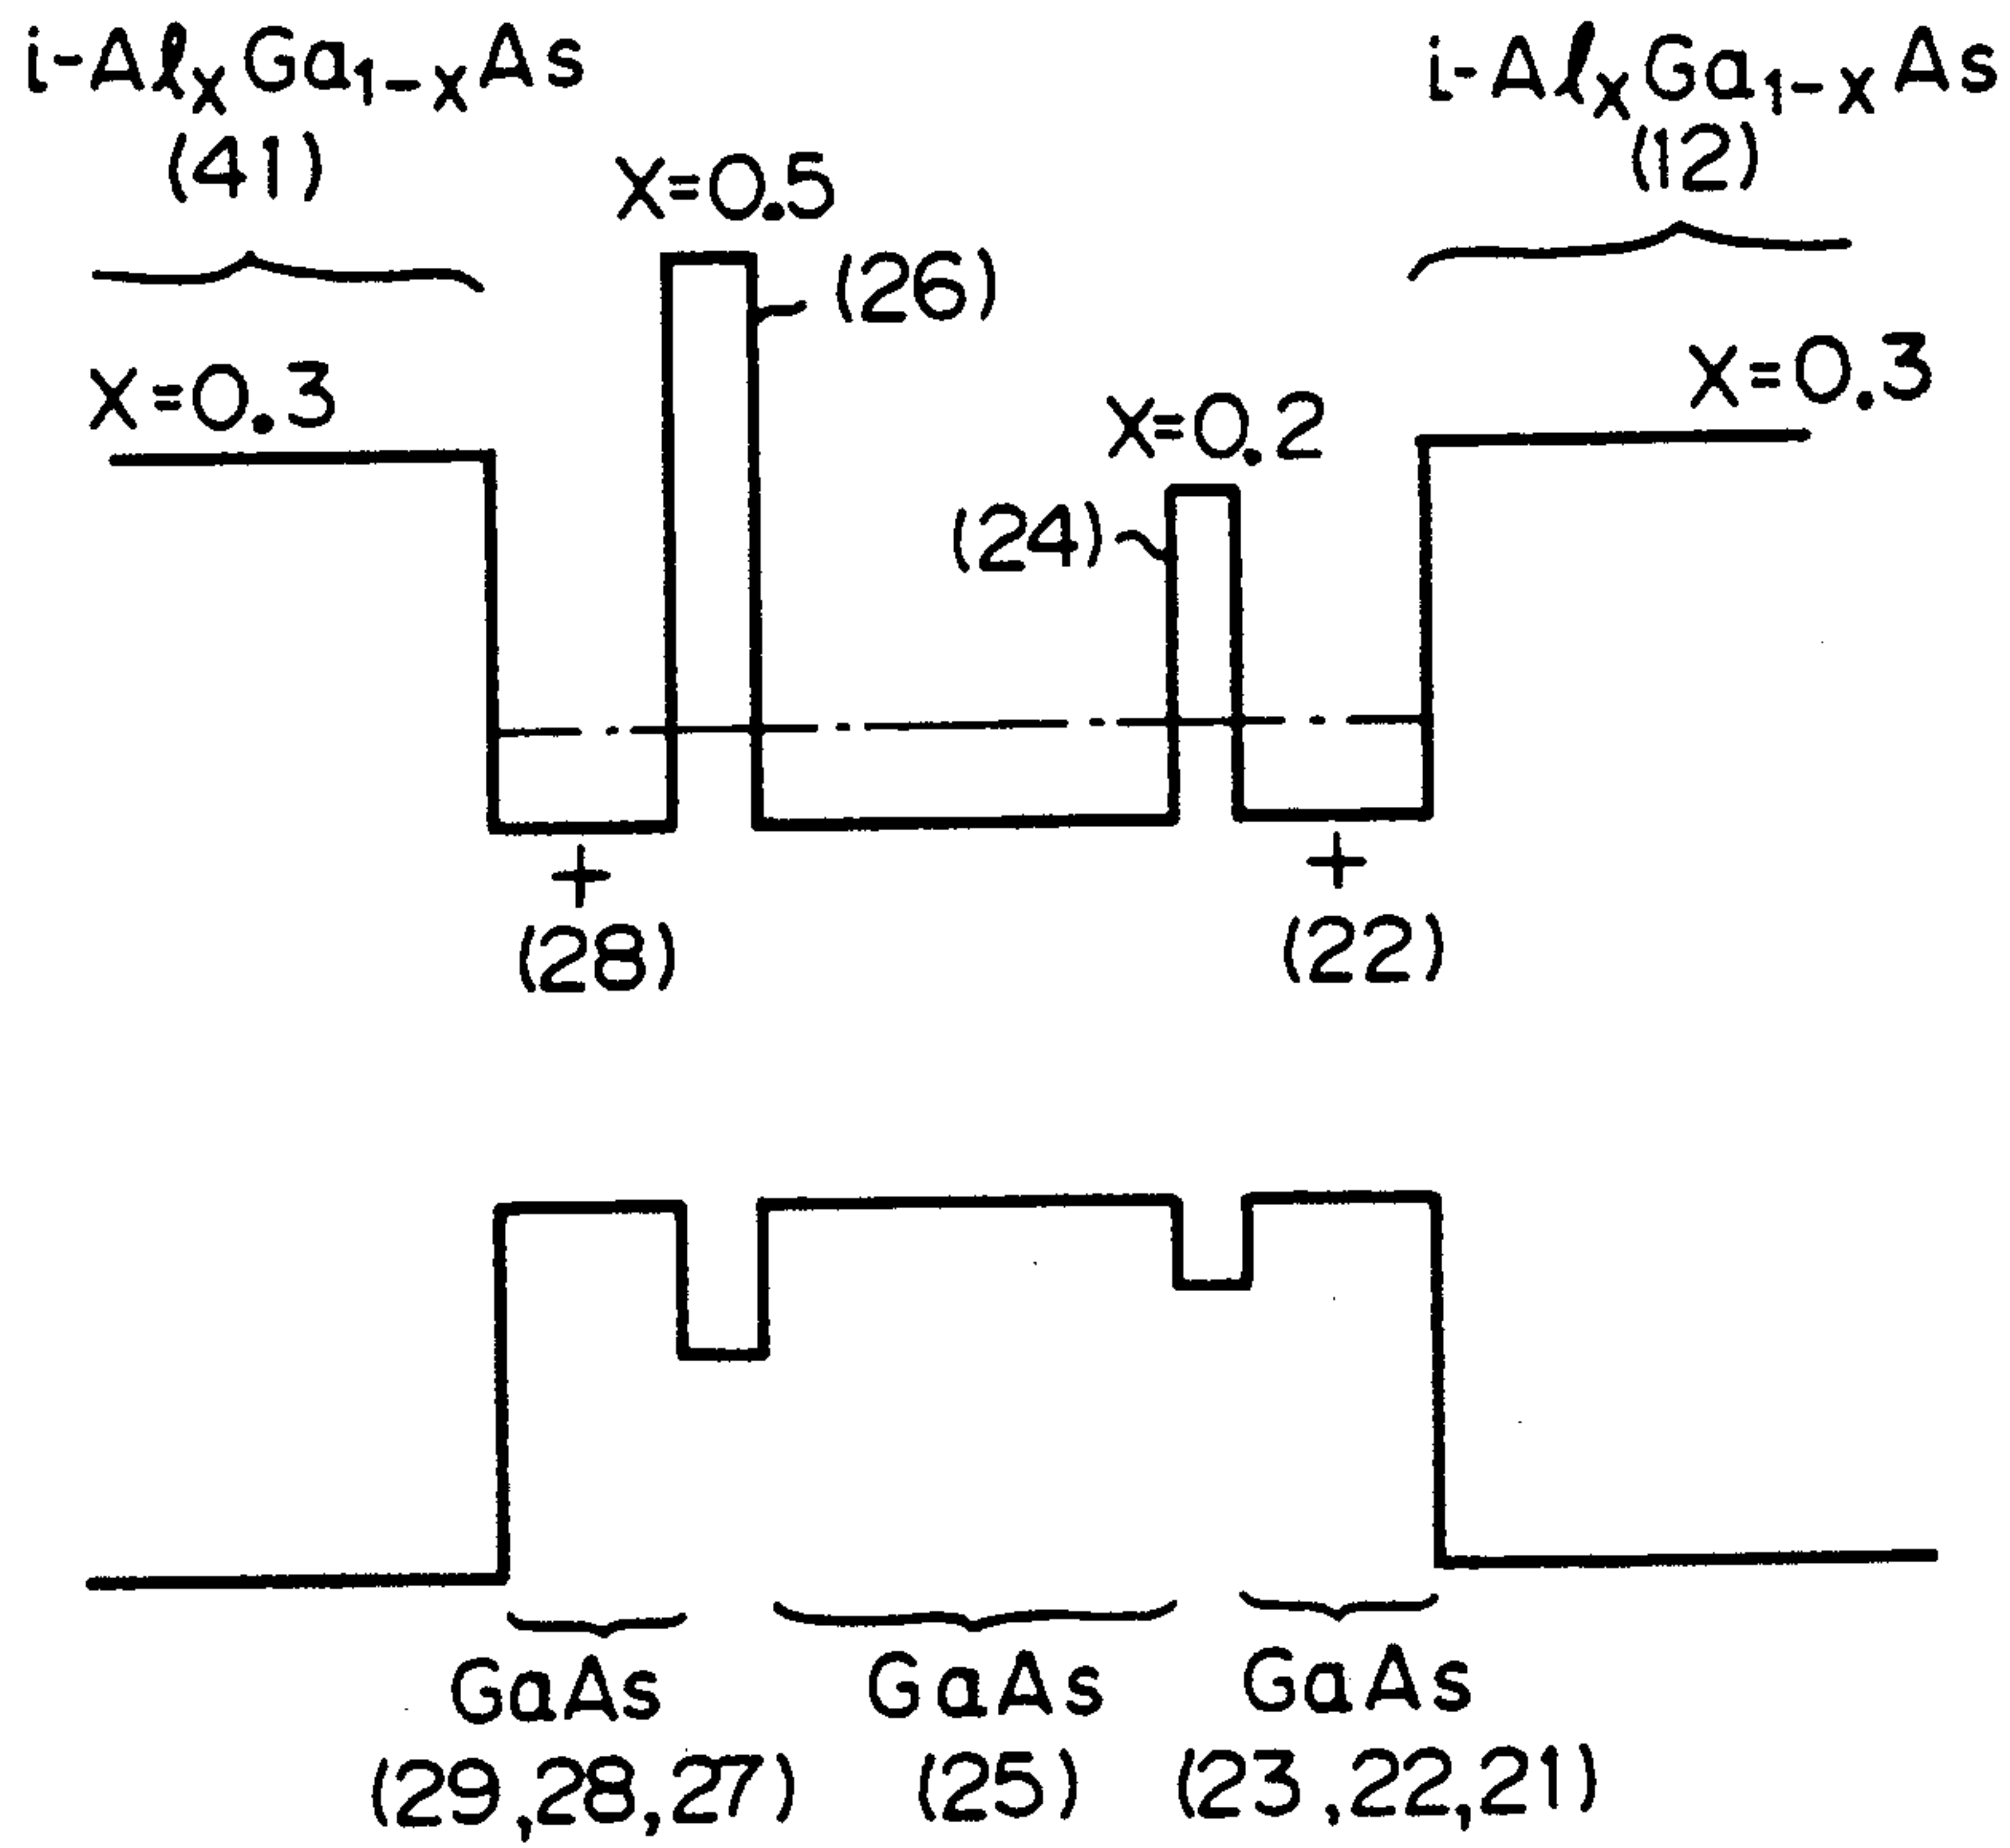 i-AlxGa1-xAs
(41)
i-AlxGa1-xAs
(12)
X=0.5
(26)
X=0.3
X=0.3
X=0.2
(24)
+
(28)
+
(22)
GaAs
(29,28,27)
GaAs
(25)
GaAs
(23,22,21)